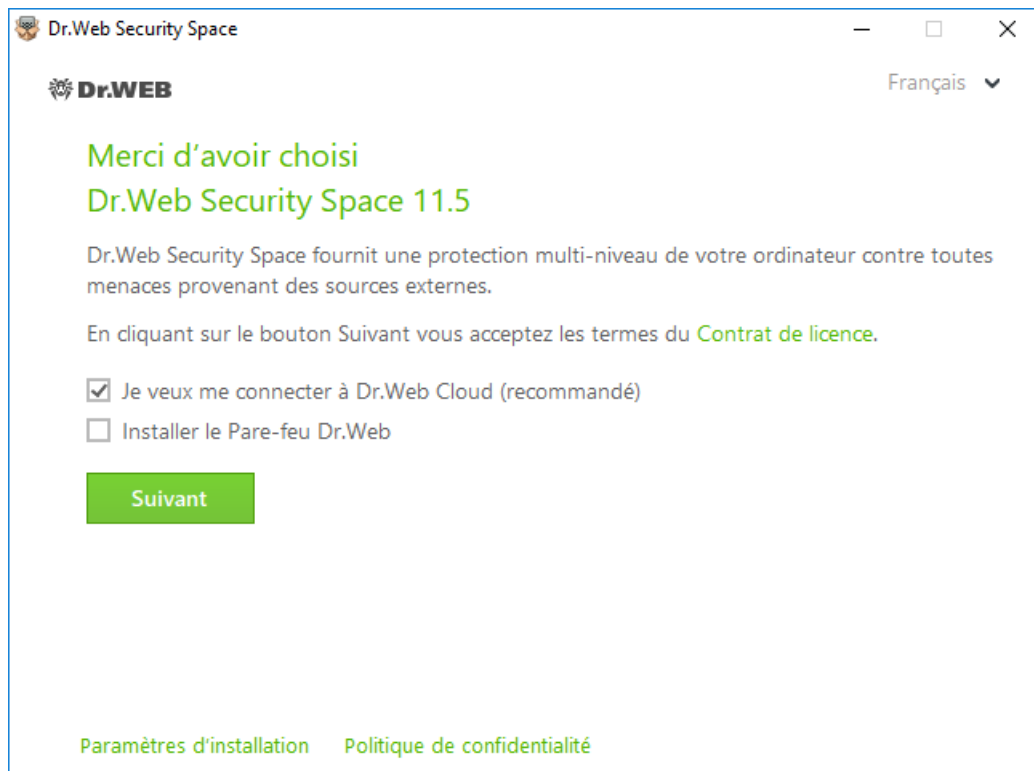 Dr.Web Security Space
Dr.WEB
Français
Merci d'avoir choisi
Dr.Web Security Space 11.5
Dr.Web Security Space fournit une protection multi-niveau de votre ordinateur contre toutes
menaces provenant des sources externes.
En cliquant sur le bouton Suivant vous acceptez les termes du Contrat de licence.
Je veux me connecter à Dr.Web Cloud (recommandé)
Installer le Pare-feu Dr.Web
Suivant
Paramètres d'installation Politique de confidentialité